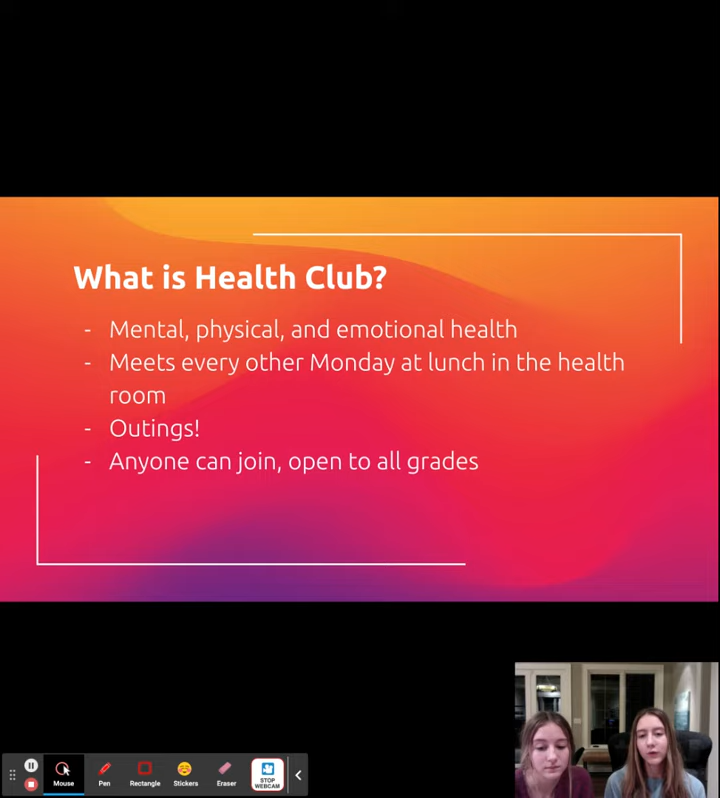 What is Health Club?
- Mental, physical, and emotional health
- Meets every other Monday at lunch in the health
room
- Outings!
- Anyone can join, open to all grades
Mouse
Pen
Rectangle
Stickers
Eraser
STOP
WEBCAM